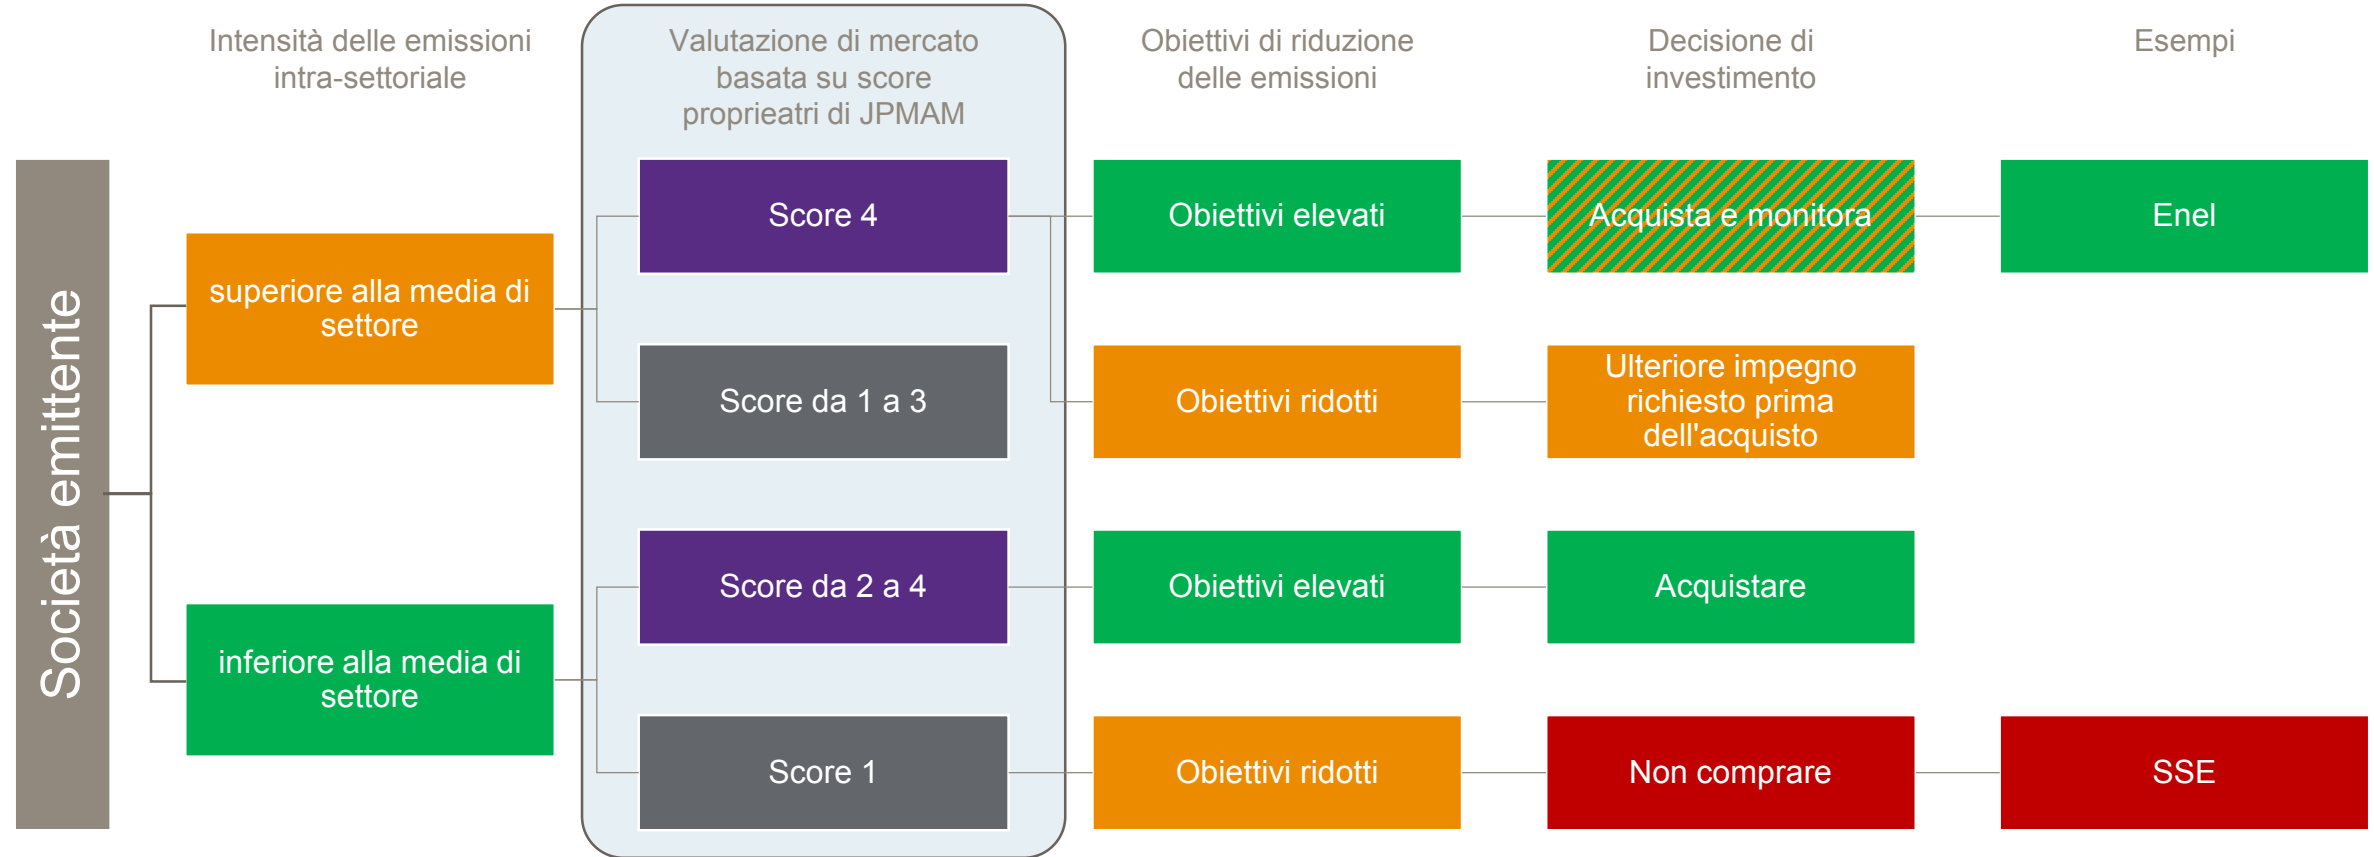 Intensità delle emissioni
intra-settoriale
Valutazione di mercato
basata su score
proprieatri di JPMAM
Obiettivi di riduzione
delle emissioni
Decisione di
investimento
Esempi
Società emittente
superiore alla media di
settore
Score 4
Obiettivi elevati
Acquista e monitora
Enel
Score da 1 a 3
Obiettivi ridotti
Ulteriore impegno
richiesto prima
dell'acquisto
inferiore alla media di
settore
Score da 2 a 4
Obiettivi elevati
Acquistare
Score 1
Obiettivi ridotti
Non comprare
SSE